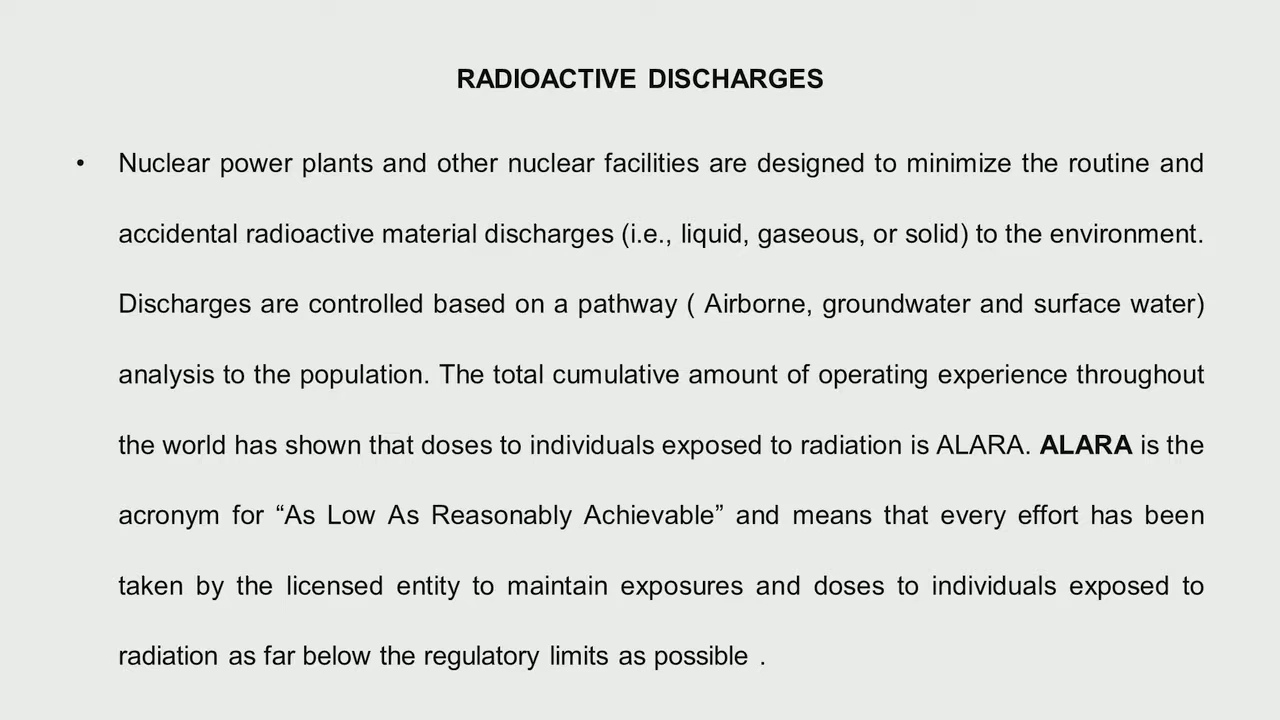 RADIOACTIVE DISCHARGES
• Nuclear power plants and other nuclear facilities are designed to minimize the routine and
accidental radioactive material discharges (i.e., liquid, gaseous, or solid) to the environment.
Discharges are controlled based on a pathway ( Airborne, groundwater and surface water)
analysis to the population. The total cumulative amount of operating experience throughout
the world has shown that doses to individuals exposed to radiation is ALARA. ALARA is the
acronym for “As Low As Reasonably Achievable” and means that every effort has been
taken by the licensed entity to maintain exposures and doses to individuals exposed to
radiation as far below the regulatory limits as possible .